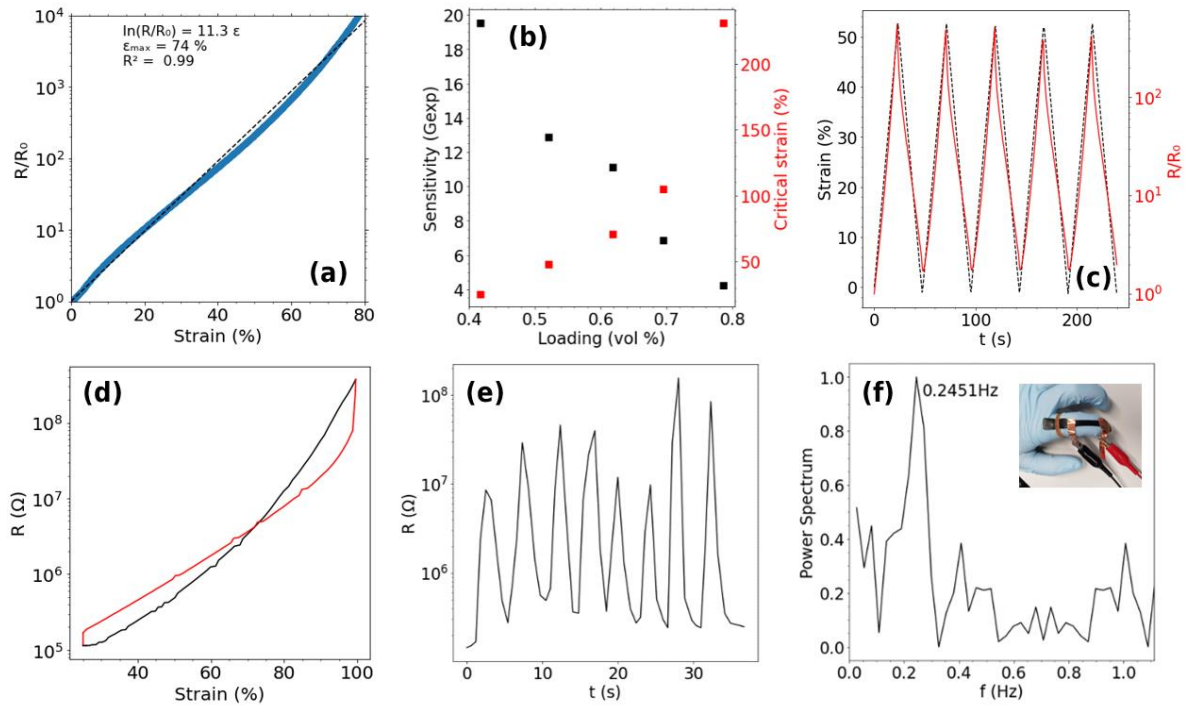 (a)
ln(R/R₀) = 11.3 ε
εₘₐₓ = 74 %
R² = 0.99
R/R₀
10⁴
10³
10²
10¹
10⁰
0 20 40 60 80
Strain (%)
(b)
Sensitivity (Gexp)
20
18
16
14
12
10
8
6
4
Critical strain (%)
200
150
100
50
0.4 0.5 0.6 0.7 0.8
Loading (vol %)
(c)
Strain (%)
50
40
30
20
10
0
R/R₀
10²
10¹
10⁰
0 100 200
t (s)
(d)
R (Ω)
10⁸
10⁷
10⁶
10⁵
40 60 80 100
Strain (%)
(e)
R (Ω)
10⁸
10⁷
10⁶
0 10 20 30
t (s)
(f)
0.2451Hz
Power Spectrum
1.0
0.8
0.6
0.4
0.2
0.0
0.0 0.2 0.4 0.6 0.8 1.0
f (Hz)